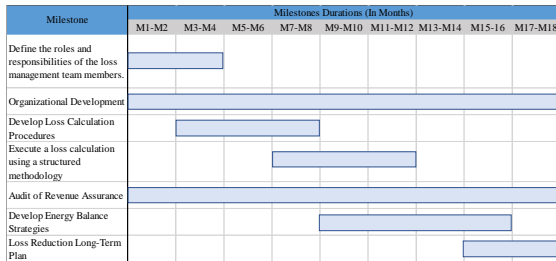 Milestone
Milestones Durations (In Months)
M1-M2 M3-M4 M5-M6 M7-M8 M9-M10 M11-M12 M13-M14 M15-16 M17-M18
Define the roles and
responsibilities of the loss
management team members.
Organizational Development
Develop Loss Calculation
Procedures
Execute a loss calculation
using a structured
methodology
Audit of Revenue Assurance
Develop Energy Balance
Strategies
Loss Reduction Long-Term
Plan